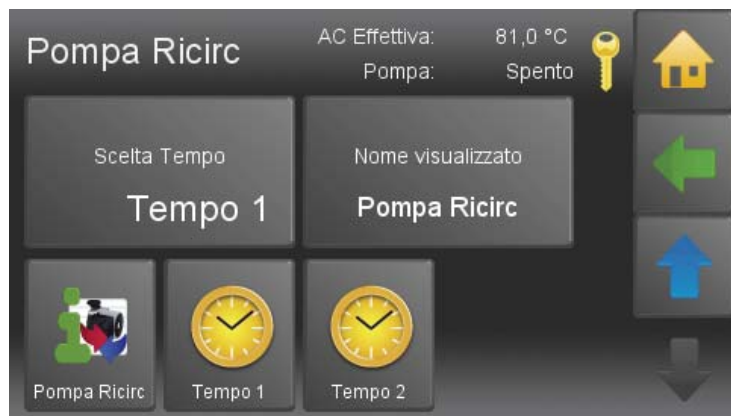 Pompa Ricirc
AC Effettiva: 81,0 °C
Pompa: Spento
Scelta Tempo
Tempo 1
Nome visualizzato
Pompa Ricirc
Pompa Ricirc
Tempo 1
Tempo 2